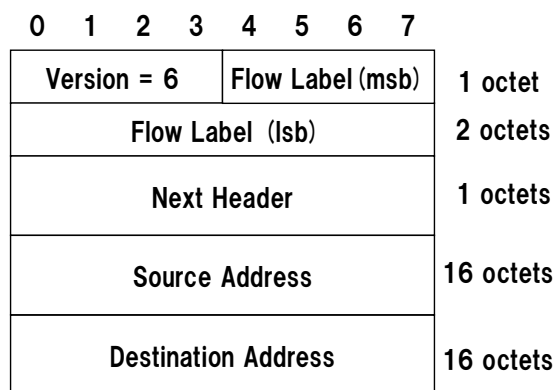 0 1 2 3 4 5 6 7
Version = 6 Flow Label (msb) 1 octet
Flow Label (lsb) 2 octets
Next Header 1 octets
Source Address 16 octets
Destination Address 16 octets